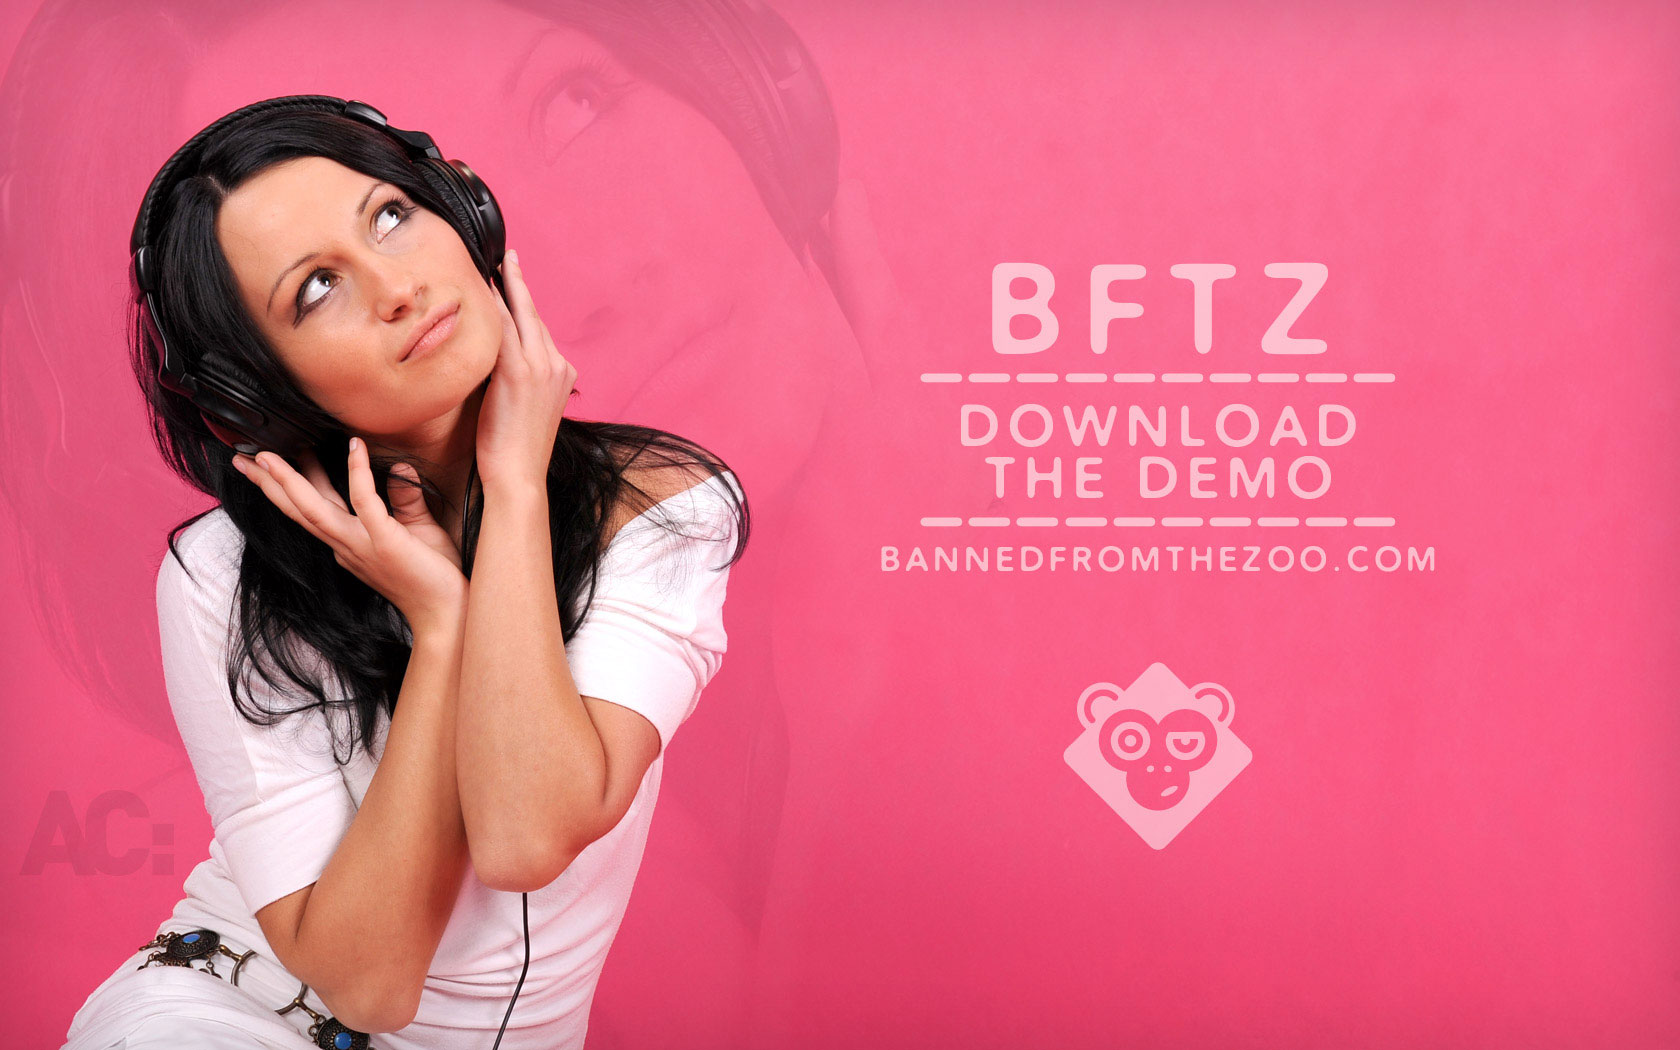 BFTZ
DOWNLOAD
THE DEMO
BANNEDFROMTHEZOO.COM
AC: